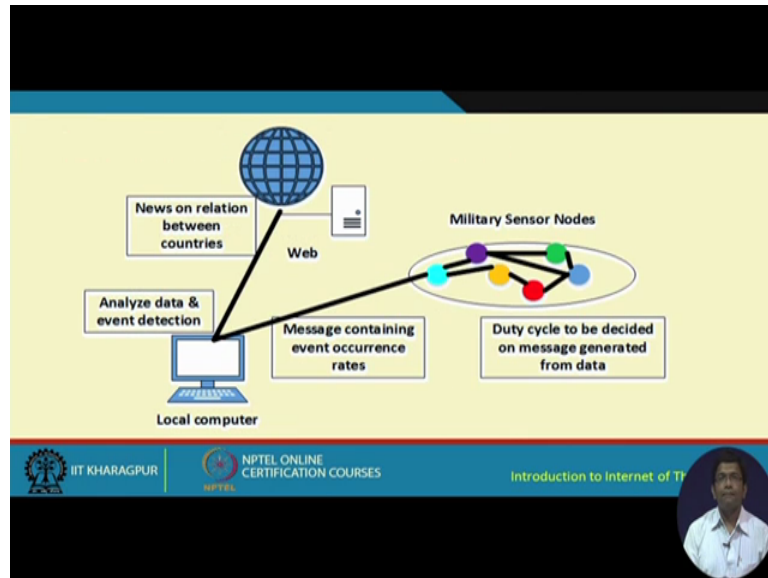 News on relation
between
countries
Web
Military Sensor Nodes
Analyze data &
event detection
Message containing
event occurrence
rates
Duty cycle to be decided
on message generated
from data
Local computer
IIT KHARAGPUR
NPTEL
NPTEL ONLINE
CERTIFICATION COURSES
Introduction to Internet of Th